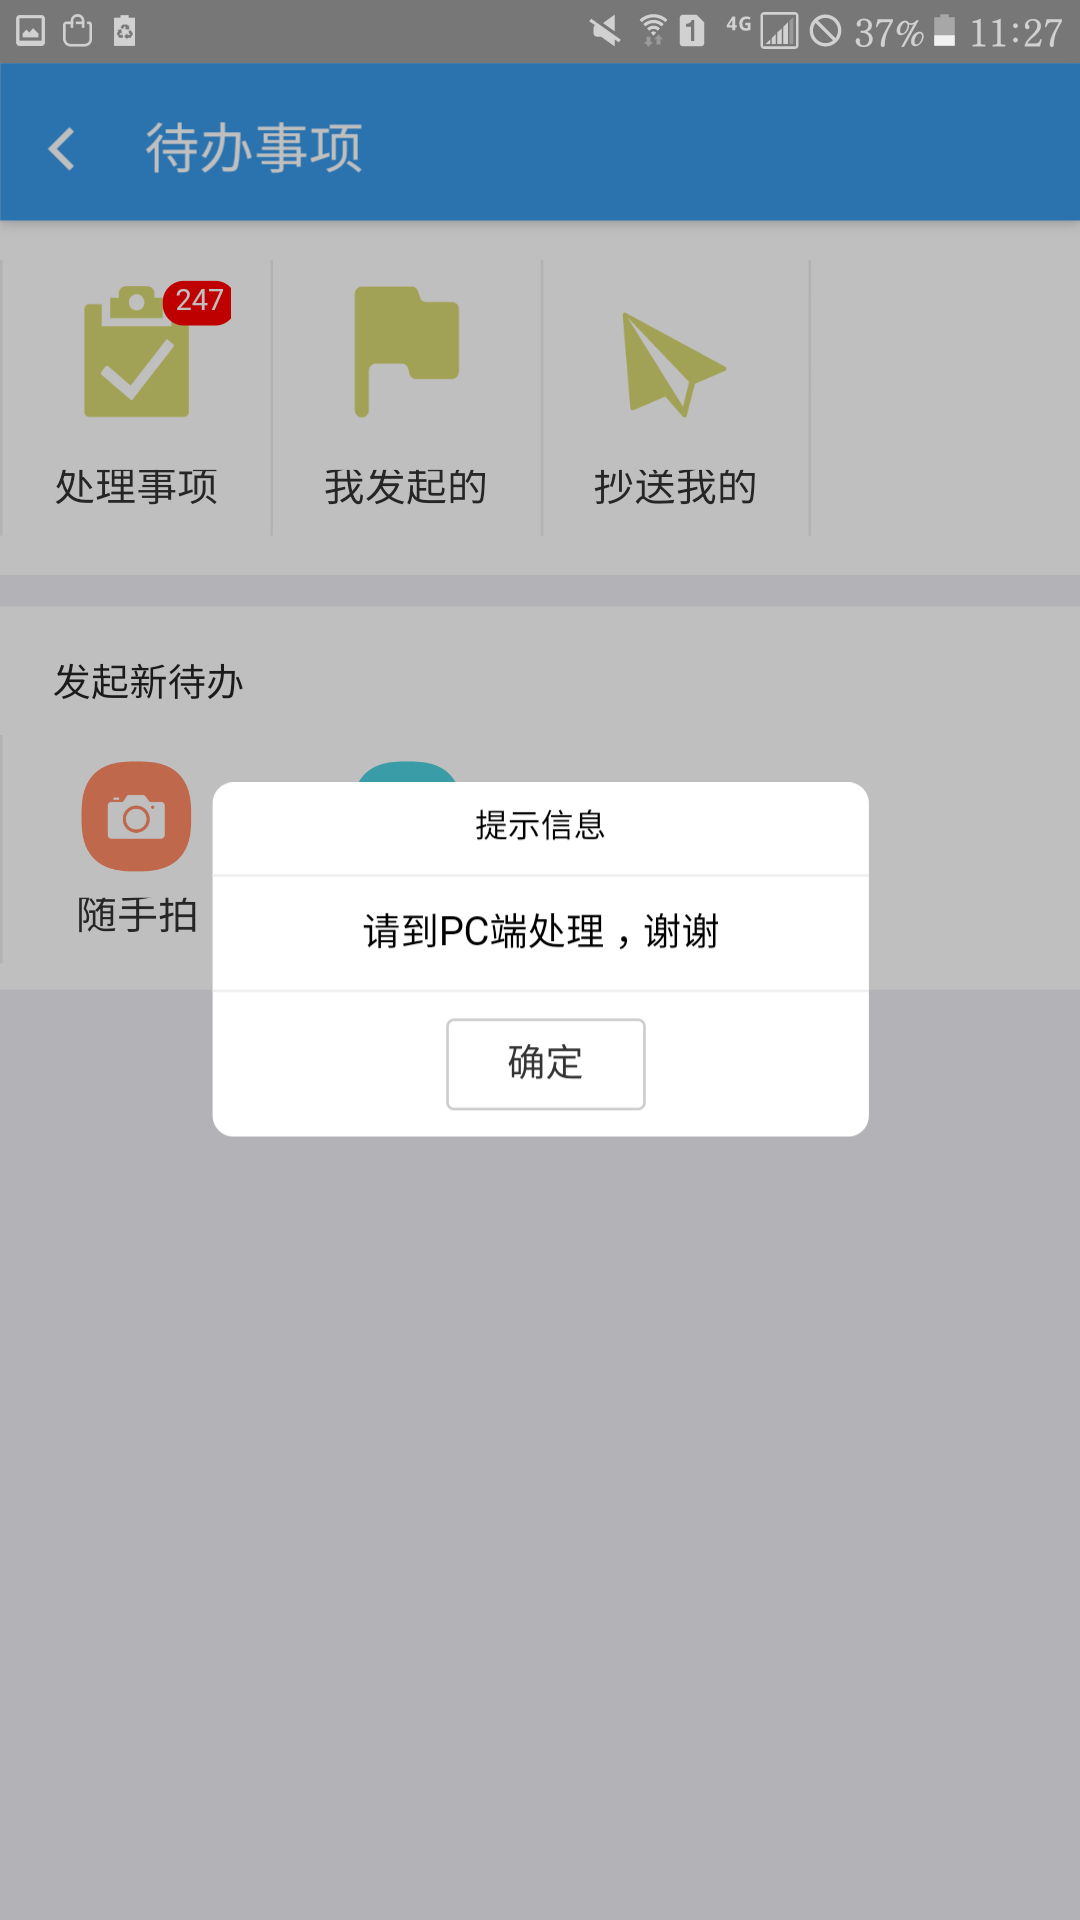 1 4G 37% 11:27
待办事项
247
处理事项 我发起的 抄送我的
发起新待办
随手拍
提示信息
请到PC端处理，谢谢
确定